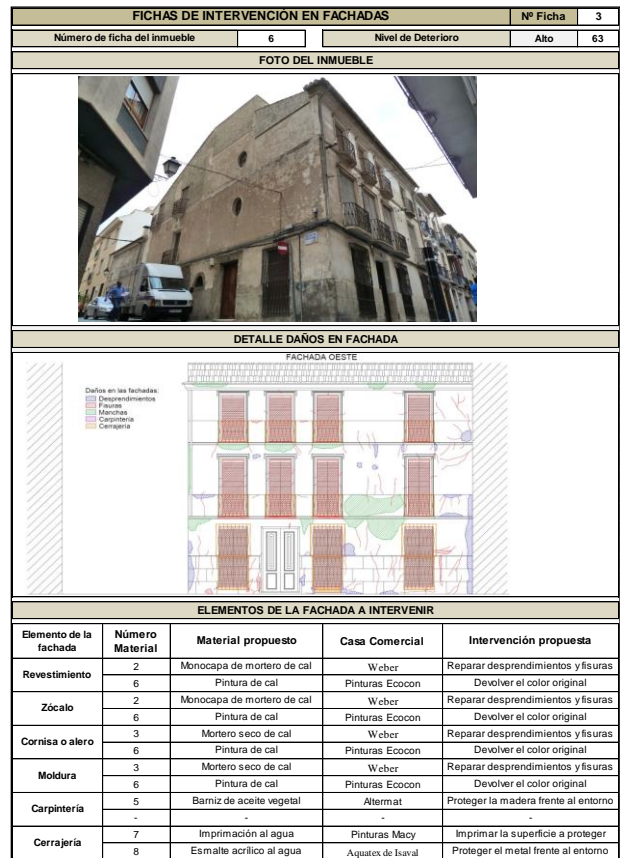 FICHAS DE INTERVENCIÓN EN FACHADAS Nº Ficha 3
Número de ficha del inmueble 6 Nivel de Deterioro Alto 63
FOTO DEL INMUEBLE
DETALLE DAÑOS EN FACHADA
FACHADA OESTE
Daños en las fachadas:
Desprendimientos
Fisuras
Manchas
Carpintería
Cerrajería
ELEMENTOS DE LA FACHADA A INTERVENIR
Elemento de la fachada Número Material Material propuesto Casa Comercial Intervención propuesta
Revestimiento 2 Monocapa de mortero de cal Weber Reparar desprendimientos y fisuras
6 Pintura de cal Pinturas Ecocon Devolver el color original
Zócalo 2 Monocapa de mortero de cal Weber Reparar desprendimientos y fisuras
6 Pintura de cal Pinturas Ecocon Devolver el color original
Cornisa o alero 3 Mortero seco de cal Weber Reparar desprendimientos y fisuras
6 Pintura de cal Pinturas Ecocon Devolver el color original
Moldura 3 Mortero seco de cal Weber Reparar desprendimientos y fisuras
6 Pintura de cal Pinturas Ecocon Devolver el color original
Carpintería 5 Barniz de aceite vegetal Altermat Proteger la madera frente al entorno
- - - -
Cerrajería 7 Imprimación al agua Pinturas Macy Imprimar la superficie a proteger
8 Esmalte acrílico al agua Aquatex de Isaval Proteger el metal frente al entorno